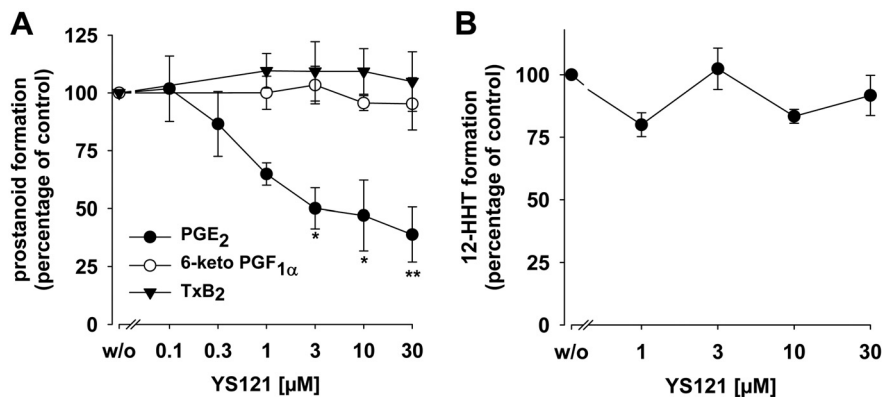 A
prostanoid formation
(percentage of control)
125
100
75
50
25
0
PGE2
6-keto PGF1α
TxB2
*
*
**
w/o 0.1 0.3 1 3 10 30
YS121 [µM]
B
12-HHT formation
(percentage of control)
100
75
50
25
0
w/o 1 3 10 30
YS121 [µM]